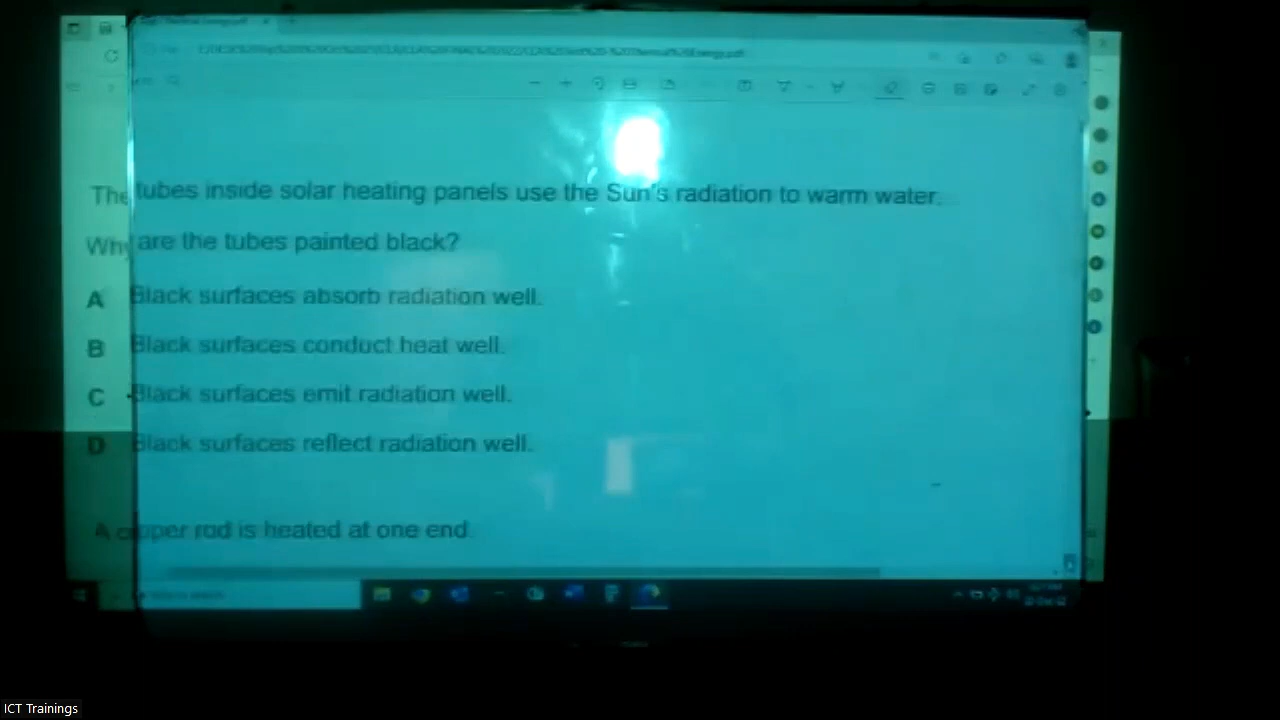 The tubes inside solar heating panels use the Sun's radiation to warm water.
Why are the tubes painted black?
A Black surfaces absorb radiation well.
B Black surfaces conduct heat well.
C Black surfaces emit radiation well.
D Black surfaces reflect radiation well.
A copper rod is heated at one end.
ICT Trainings